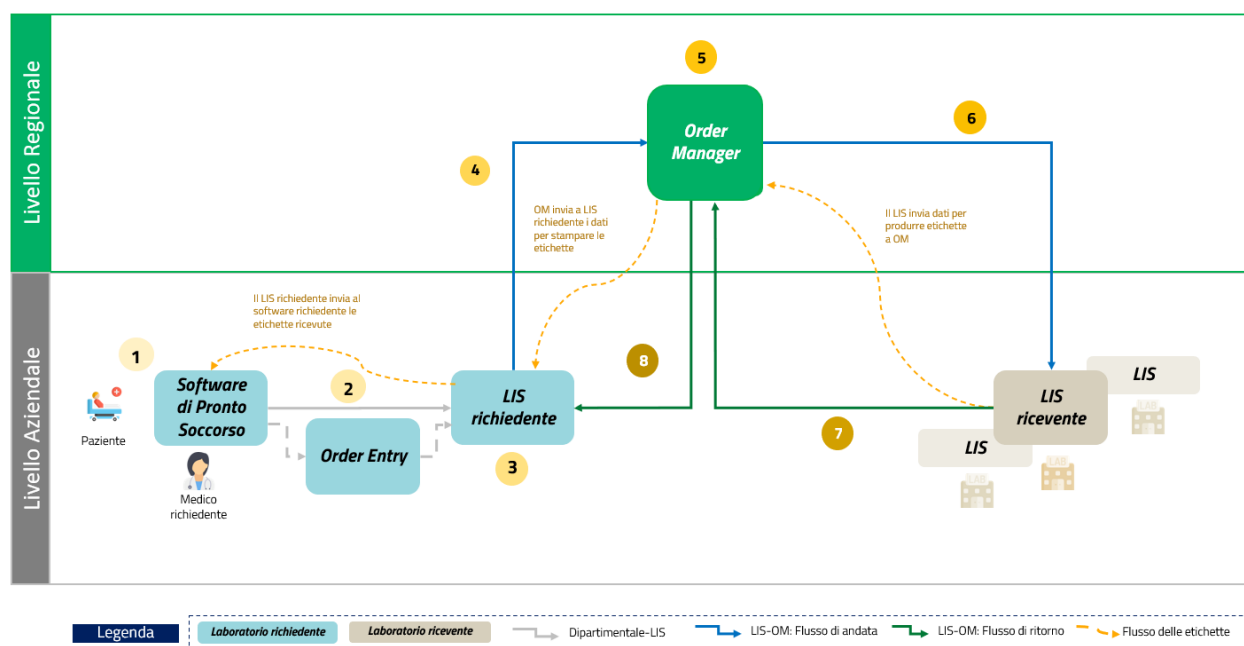 Livello Regionale
5
Order
Manager
6
4
OM invia a LIS
richiedente i dati
per stampare le
etichette
Il LIS invia dati per
produrre etichette
a OM
Livello Aziendale
Il LIS richiedente invia al
software richiedente le
etichette ricevute
1
Paziente
Software
di Pronto
Soccorso
2
Order Entry
Medico
richiedente
LIS
richiedente
3
8
7
LIS
ricevente
LIS
LAB
LIS
LAB
LAB
Legenda
Laboratorio richiedente
Laboratorio ricevente
Dipartimentale-LIS
LIS-OM: Flusso di andata
LIS-OM: Flusso di ritorno
Flusso delle etichette